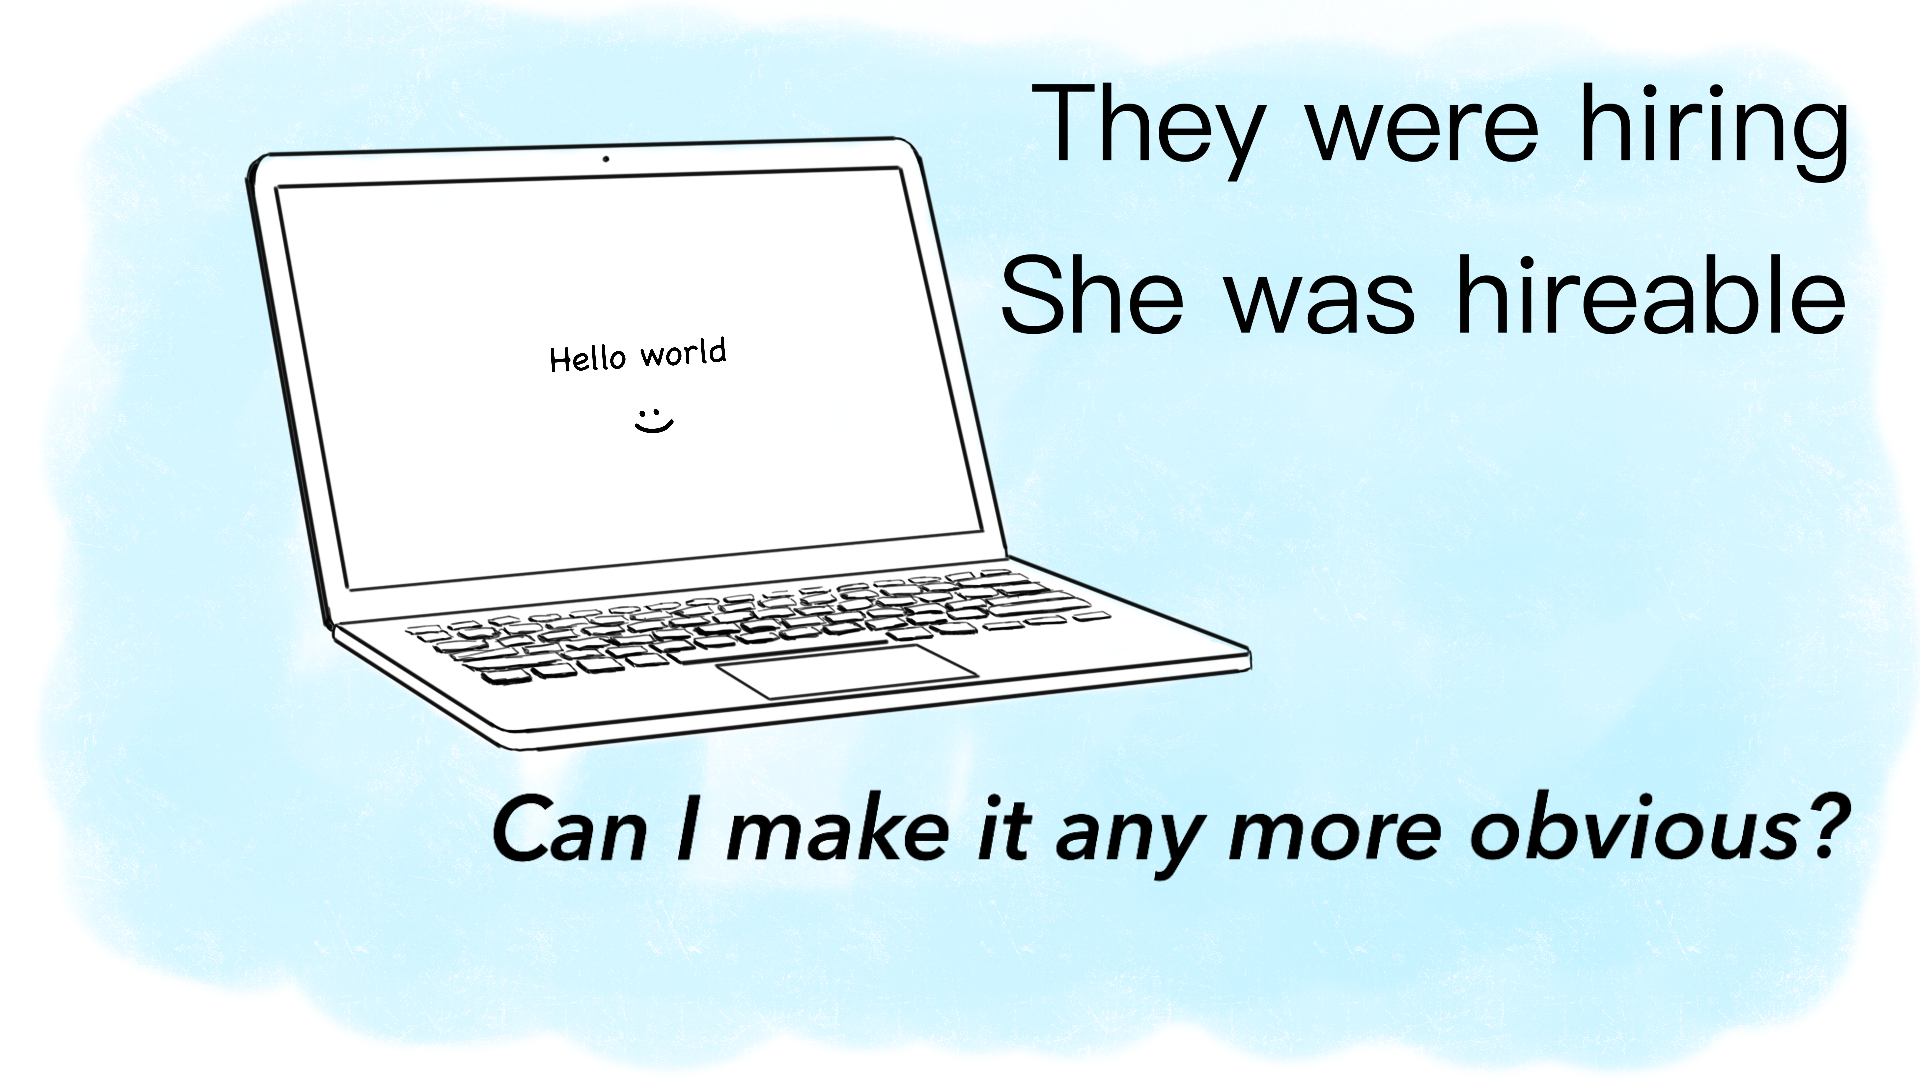 They were hiring
She was hireable
Hello world
Can I make it any more obvious?